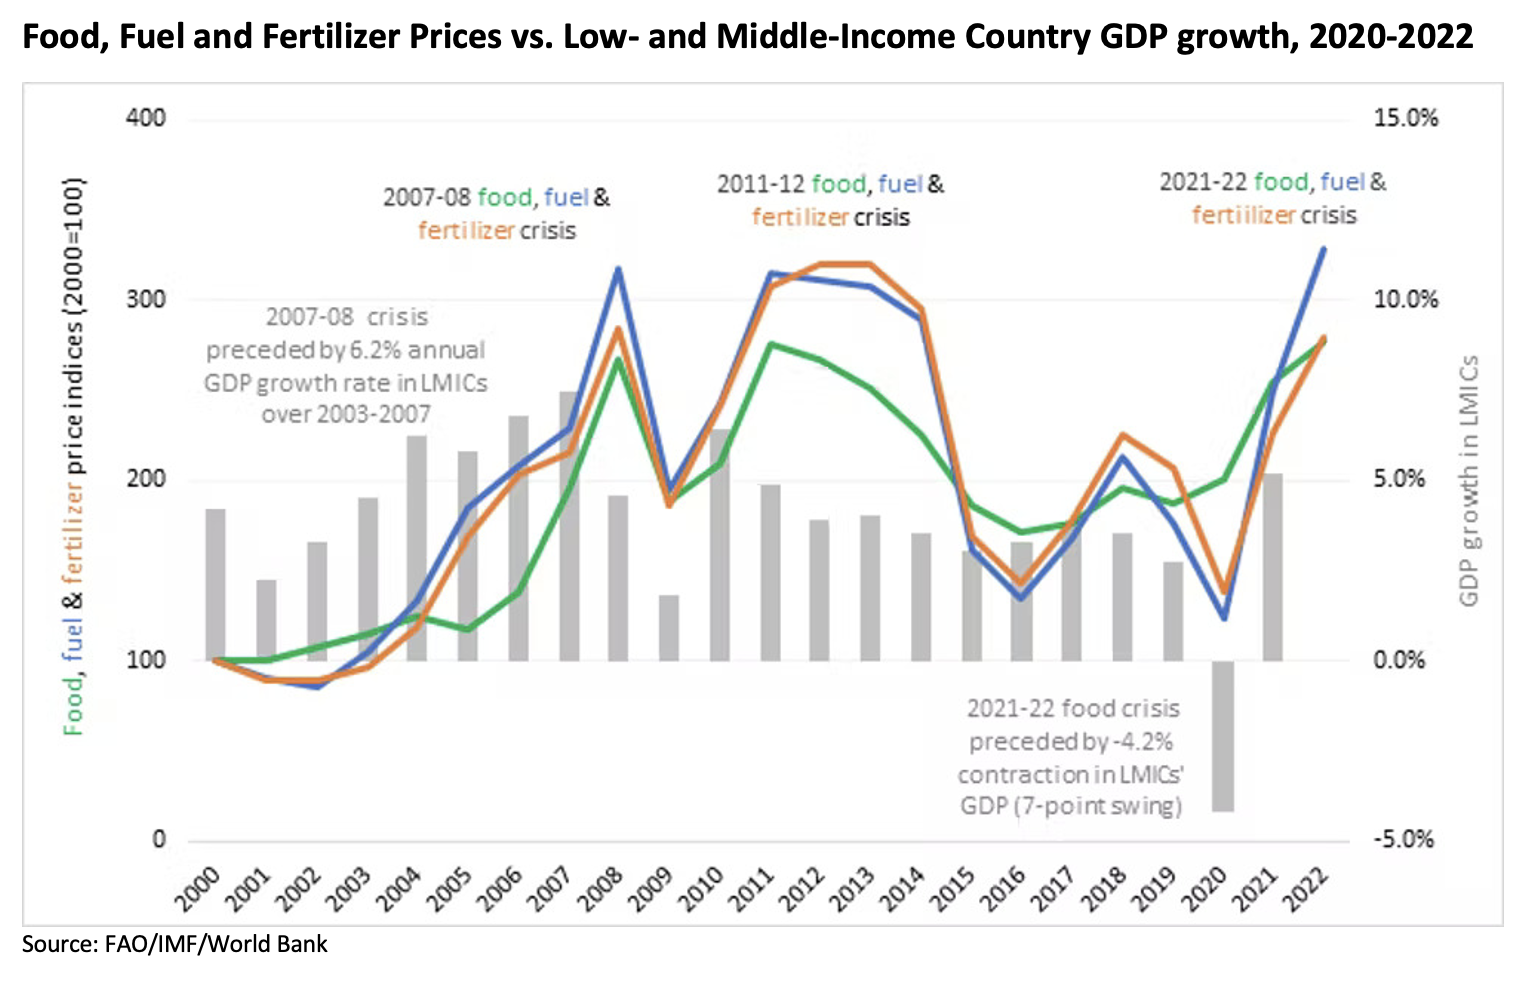 Food, Fuel and Fertilizer Prices vs. Low- and Middle-Income Country GDP growth, 2020-2022
400
300
200
100
0
Food, fuel & fertilizer price indices (2000=100)
15.0%
10.0%
5.0%
0.0%
-5.0%
GDP growth in LMICs
2007-08 food, fuel &
fertilizer crisis
2011-12 food, fuel &
fertilizer crisis
2021-22 food, fuel &
fertiilizer crisis
2007-08 crisis
preceded by 6.2% annual
GDP growth rate in LMICs
over 2003-2007
2021-22 food crisis
preceded by -4.2%
contraction in LMICs'
GDP (7-point swing)
2000
2001
2002
2003
2004
2005
2006
2007
2008
2009
2010
2011
2012
2013
2014
2015
2016
2017
2018
2019
2020
2021
2022
Source: FAO/IMF/World Bank